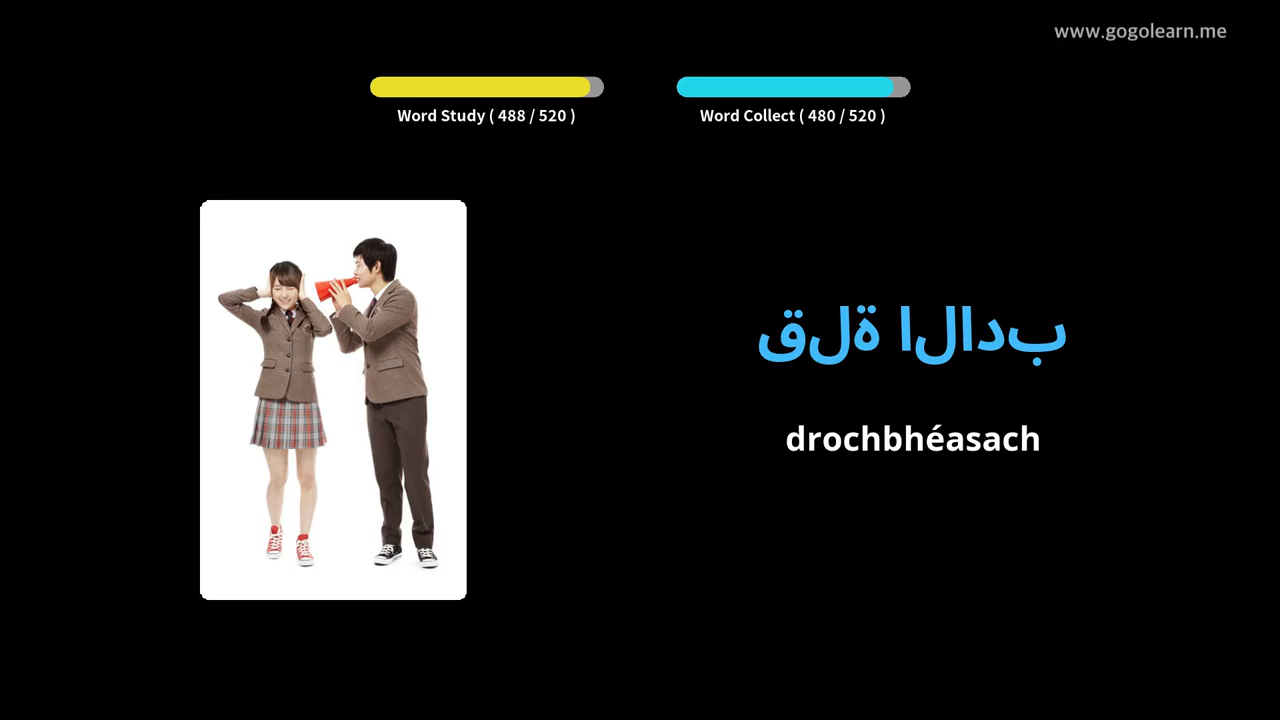 www.gogolearn.me
Word Study ( 488 / 520 )
Word Collect ( 480 / 520 )
قلة الادب
drochbhéasach